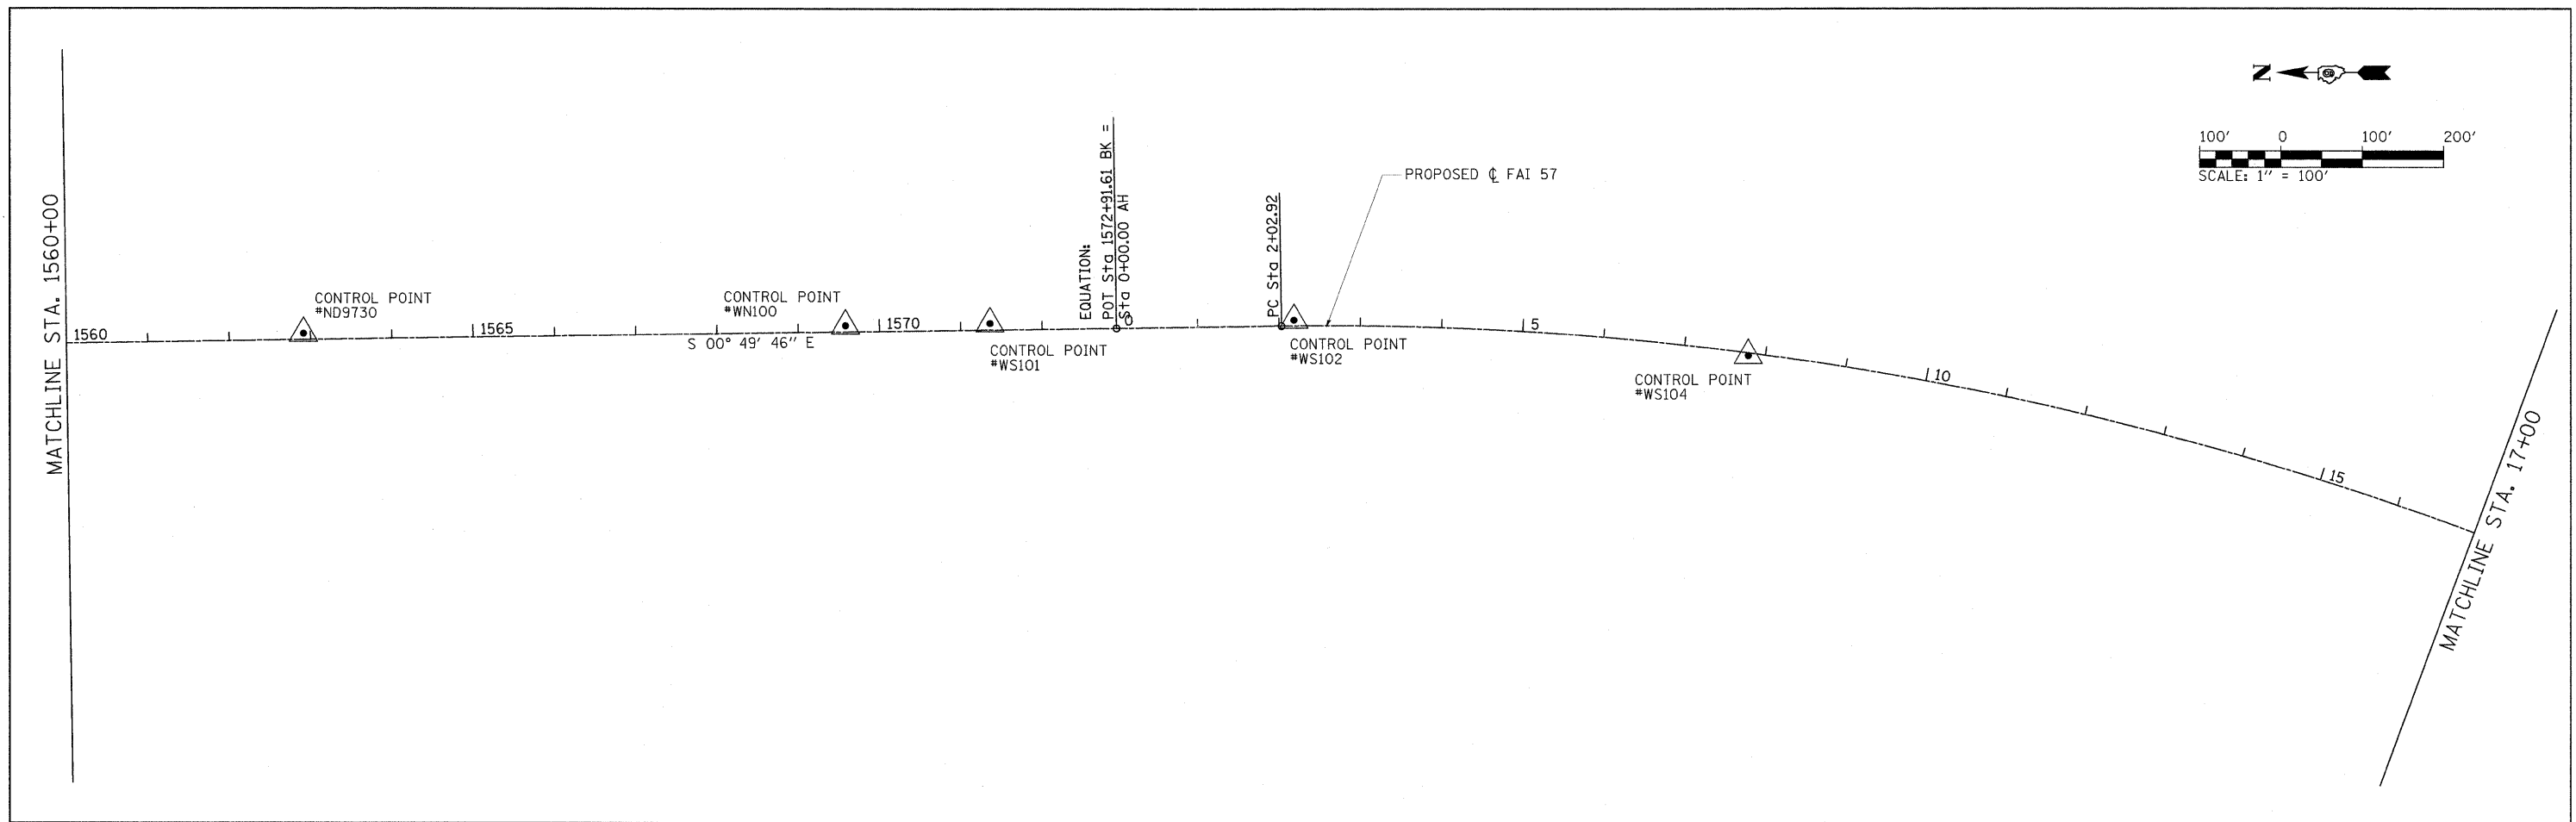 N
100' 0 100' 200'
SCALE: 1" = 100'
MATCHLINE STA. 1560+00
1560
CONTROL POINT
#ND9730
1565
CONTROL POINT
#WN100
S 00° 49' 46" E
1570
CONTROL POINT
#WS101
EQUATION:
POT Sta 1572+91.61 BK =
Sta 0+00.00 AH
0
PC Sta 2+02.92
CONTROL POINT
#WS102
PROPOSED ℄ FAI 57
5
CONTROL POINT
#WS104
10
15
MATCHLINE STA. 17+00